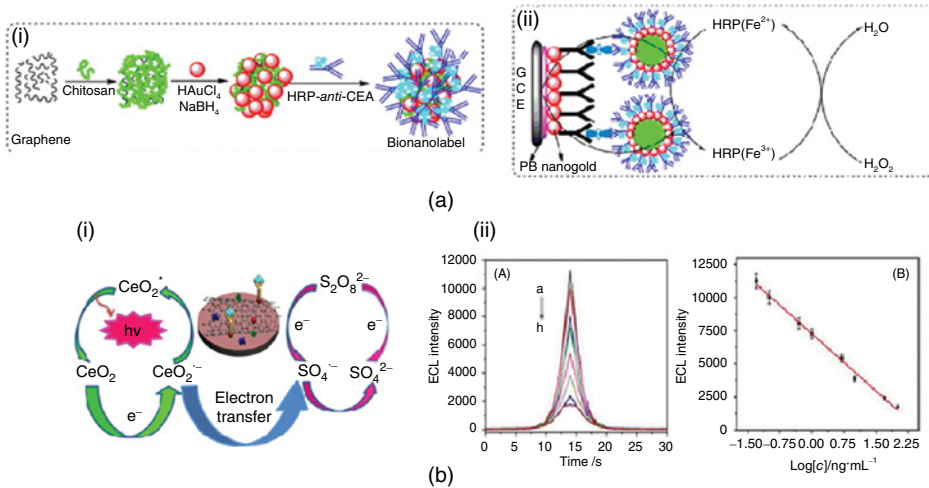 (i)
Graphene
Chitosan
HAuCl₄
NaBH₄
HRP-anti-CEA
Bionanolabel
(ii)
G
C
E
PB nanogold
HRP(Fe²⁺)
HRP(Fe³⁺)
H₂O
H₂O₂
(a)
(i)
CeO₂*
hv
CeO₂
CeO₂·⁻
e⁻
Electron
transfer
S₂O₈²⁻
e⁻
e⁻
SO₄·⁻
SO₄²⁻
(ii)
(A)
a
h
ECL intensity
12000
10000
8000
6000
4000
2000
0
0 5 10 15 20 25 30
Time /s
(B)
ECL intensity
12500
10000
7500
5000
2500
0
−1.50 −0.75 0.00 0.75 1.50 2.25
Log[c]/ng·mL⁻¹
(b)